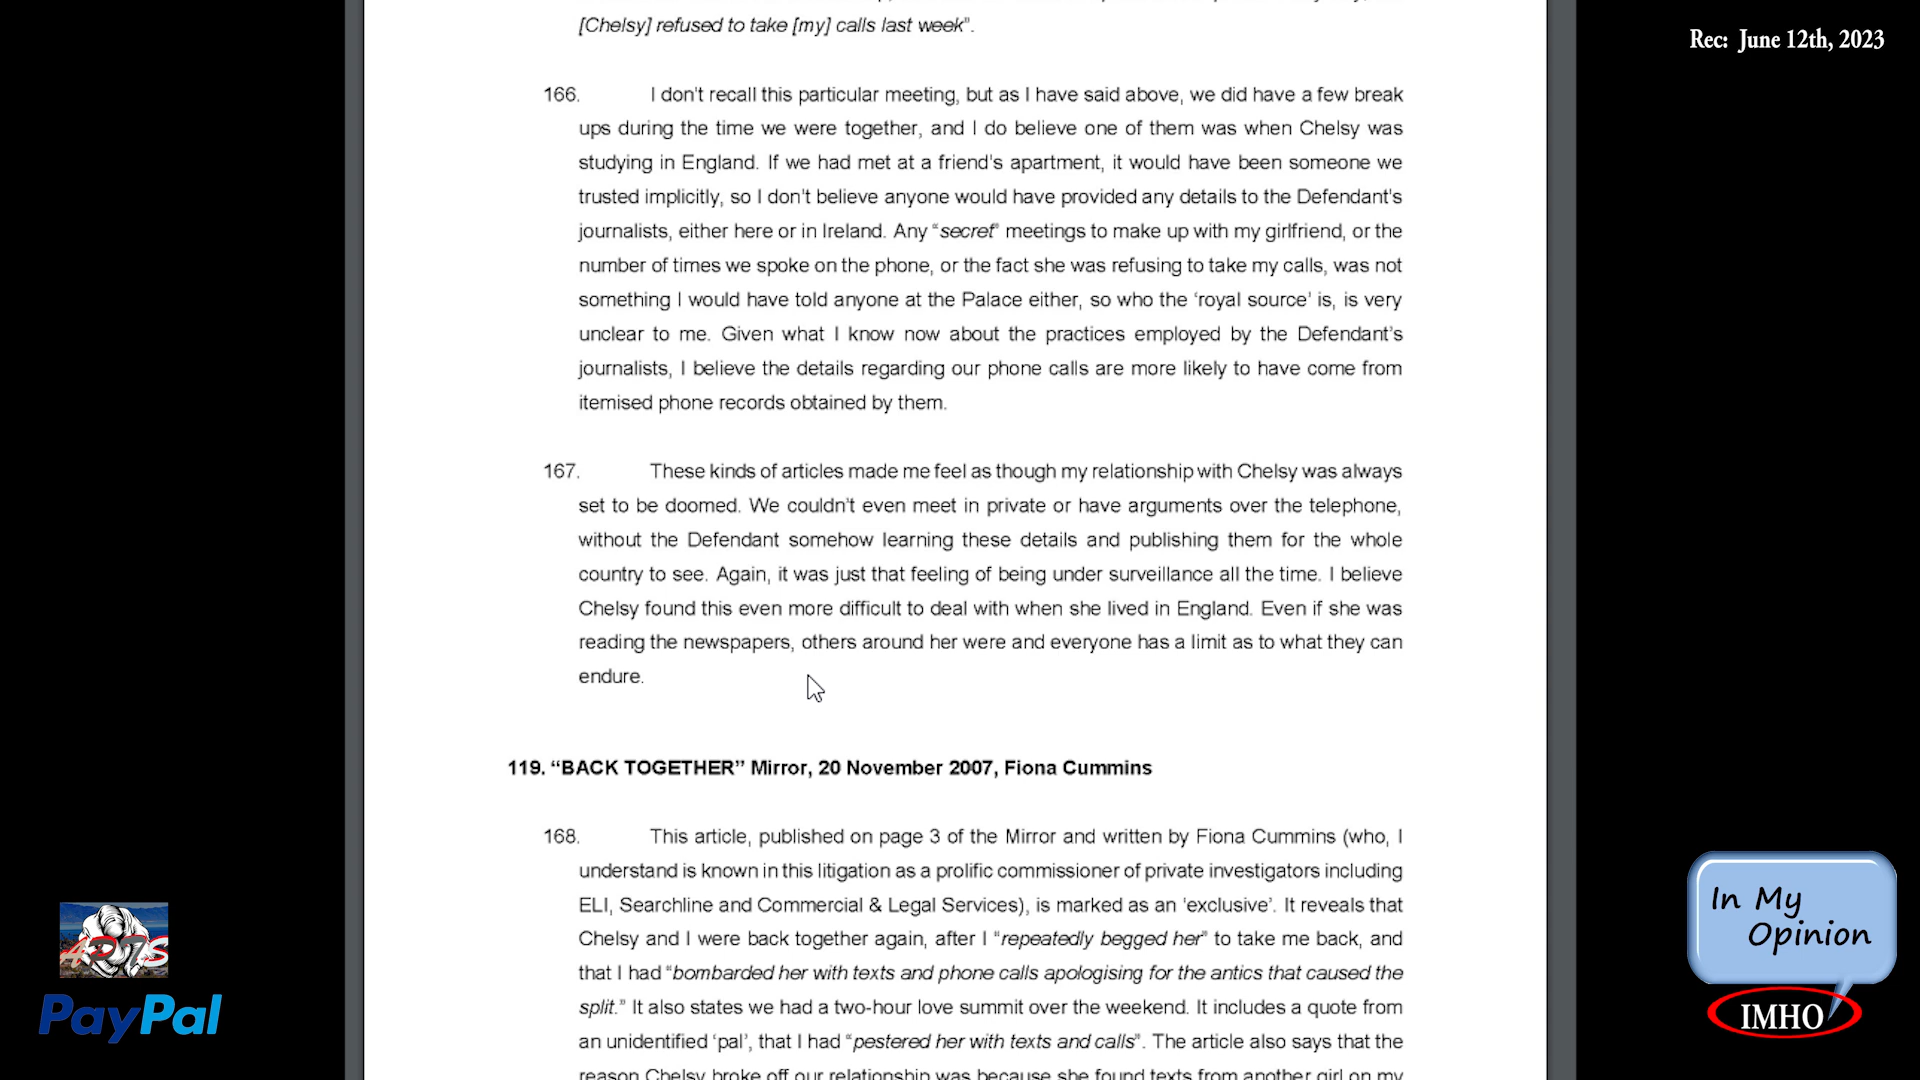 [Chelsy] refused to take [my] calls last week".
Rec: June 12th, 2023
166. I don't recall this particular meeting, but as I have said above, we did have a few break
ups during the time we were together, and I do believe one of them was when Chelsy was
studying in England. If we had met at a friend's apartment, it would have been someone we
trusted implicitly, so I don't believe anyone would have provided any details to the Defendant's
journalists, either here or in Ireland. Any "secret" meetings to make up with my girlfriend, or the
number of times we spoke on the phone, or the fact she was refusing to take my calls, was not
something I would have told anyone at the Palace either, so who the 'royal source' is, is very
unclear to me. Given what I know now about the practices employed by the Defendant's
journalists, I believe the details regarding our phone calls are more likely to have come from
itemised phone records obtained by them.
167. These kinds of articles made me feel as though my relationship with Chelsy was always
set to be doomed. We couldn't even meet in private or have arguments over the telephone,
without the Defendant somehow learning these details and publishing them for the whole
country to see. Again, it was just that feeling of being under surveillance all the time. I believe
Chelsy found this even more difficult to deal with when she lived in England. Even if she was
reading the newspapers, others around her were and everyone has a limit as to what they can
endure.
119. "BACK TOGETHER" Mirror, 20 November 2007, Fiona Cummins
168. This article, published on page 3 of the Mirror and written by Fiona Cummins (who, I
understand is known in this litigation as a prolific commissioner of private investigators including
ELI, Searchline and Commercial & Legal Services), is marked as an 'exclusive'. It reveals that
Chelsy and I were back together again, after I "repeatedly begged her" to take me back, and
that I had "bombarded her with texts and phone calls apologising for the antics that caused the
split." It also states we had a two-hour love summit over the weekend. It includes a quote from
an unidentified 'pal', that I had "pestered her with texts and calls". The article also says that the
reason Chelsy broke off our relationship was because she found texts from another girl on my
PayPal
In My
Opinion
IMHO